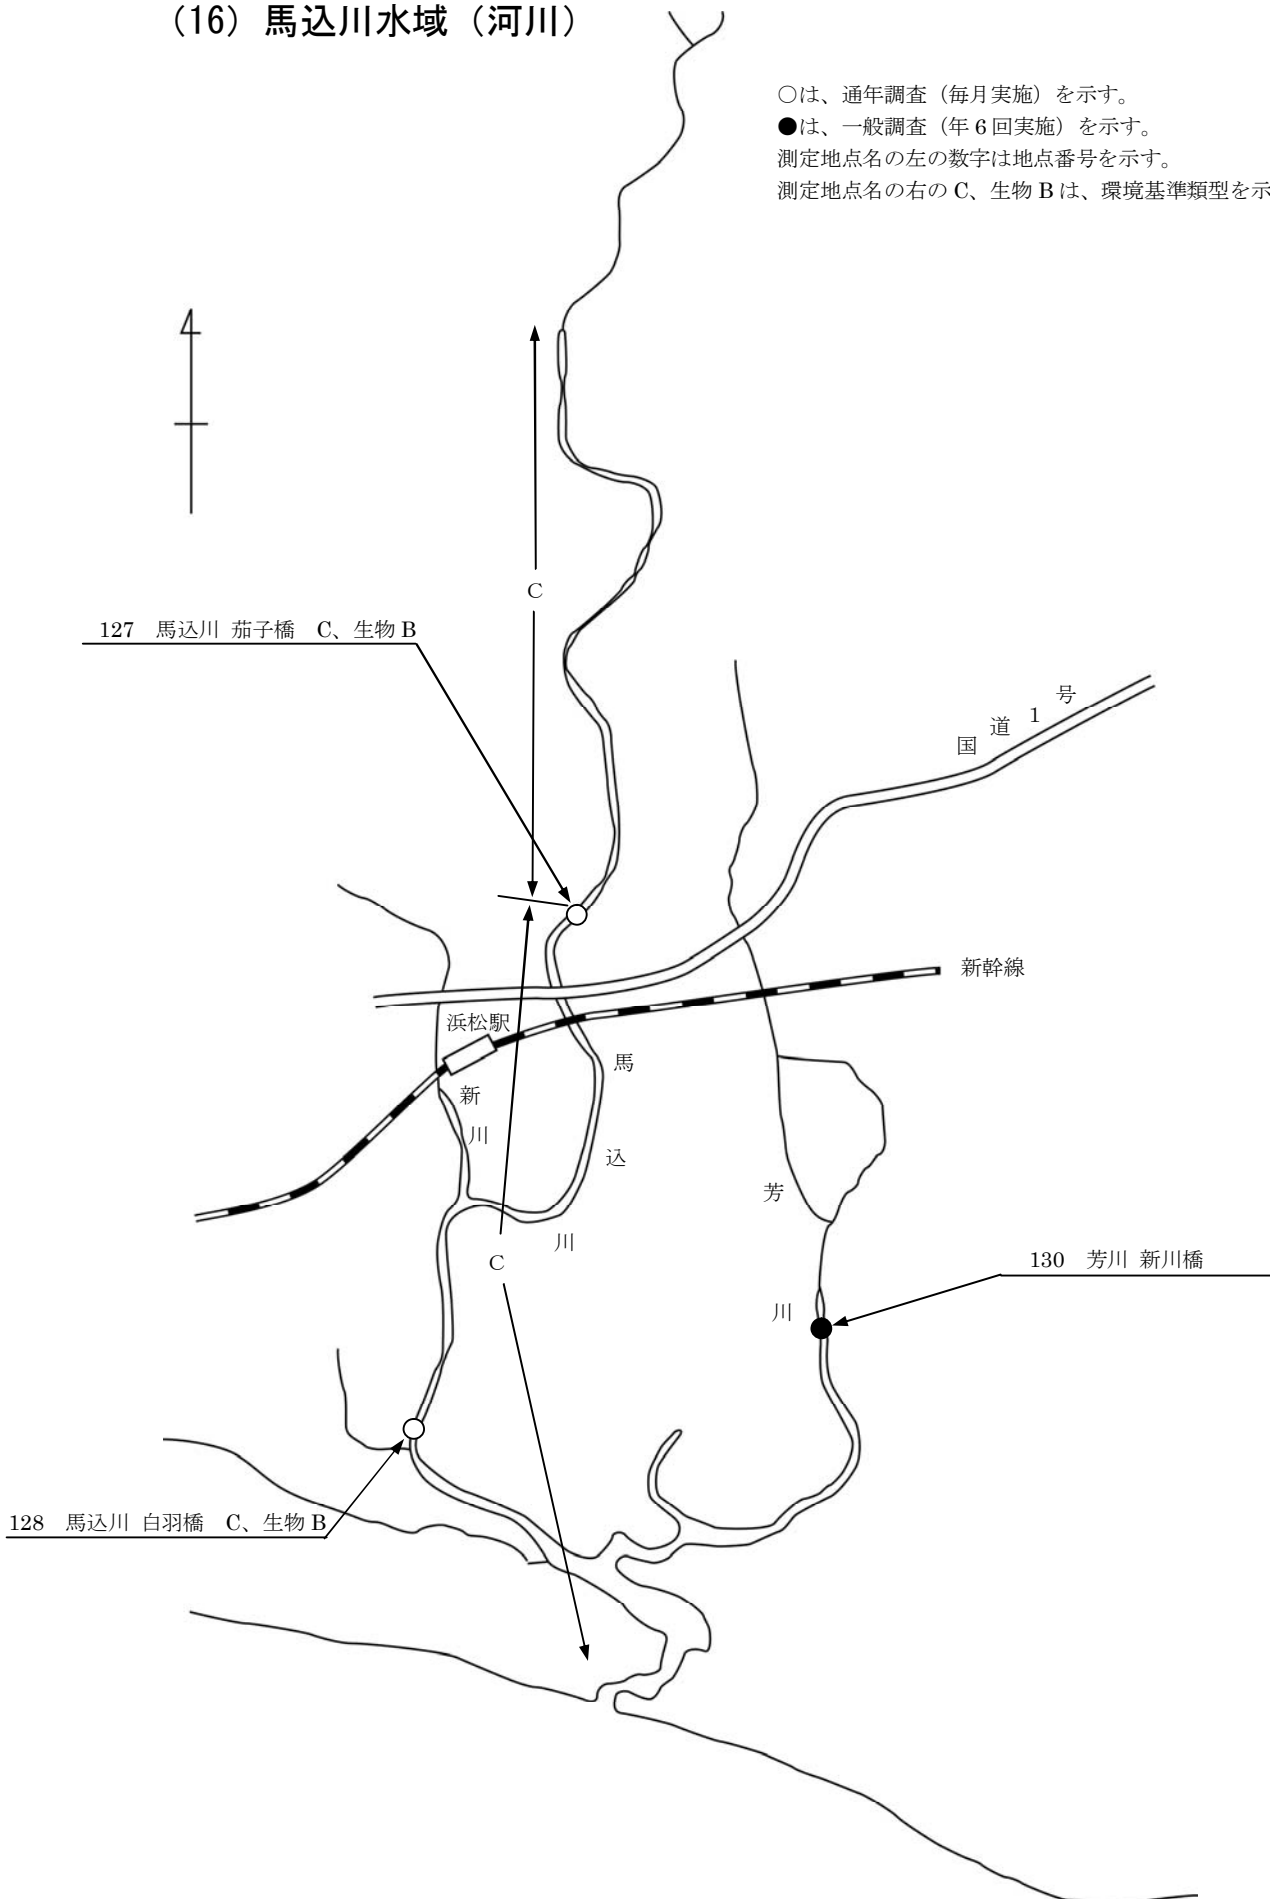 (16) 馬込川水域（河川）
○は、通年調査（毎月実施）を示す。
●は、一般調査（年6回実施）を示す。
測定地点名の左の数字は地点番号を示す。
測定地点名の右のC、生物Bは、環境基準類型を示
C
127 馬込川 茄子橋 C、生物B
国道1号
新幹線
浜松駅
新川
馬込川
芳川
C
130 芳川 新川橋
128 馬込川 白羽橋 C、生物B